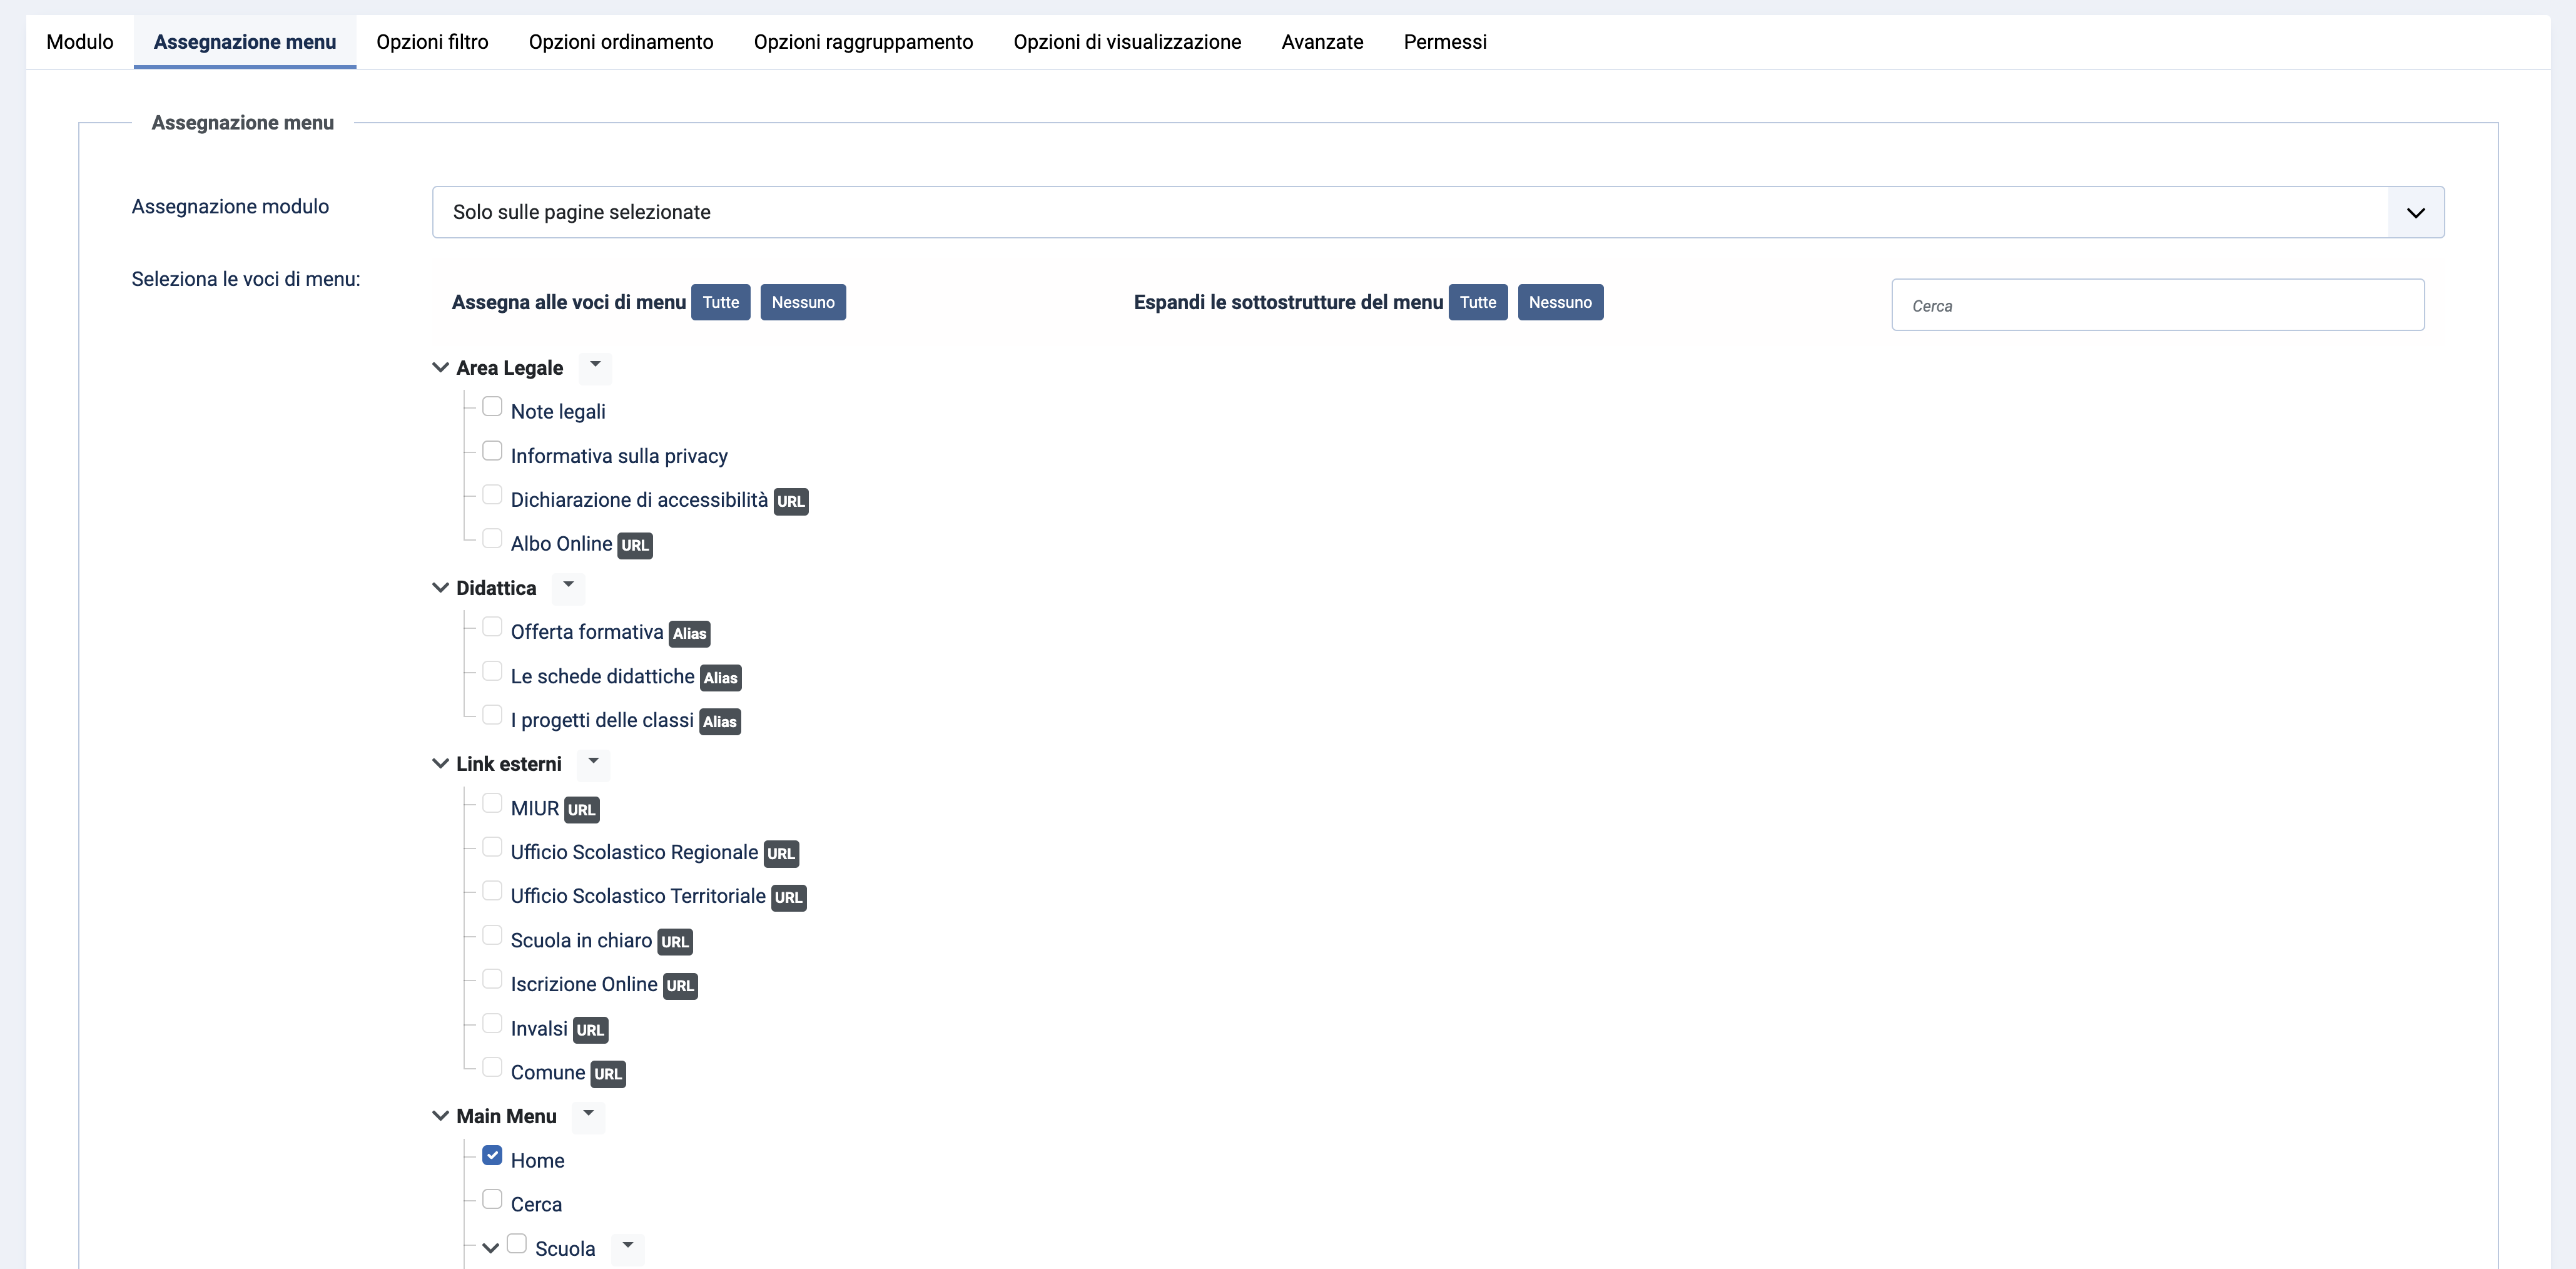 Modulo Assegnazione menu Opzioni filtro Opzioni ordinamento Opzioni raggruppamento Opzioni di visualizzazione Avanzate Permessi
Assegnazione menu
Assegnazione modulo Solo sulle pagine selezionate
Seleziona le voci di menu:
Assegna alle voci di menu Tutte Nessuno Espandi le sottostrutture del menu Tutte Nessuno Cerca
Area Legale
Note legali
Informativa sulla privacy
Dichiarazione di accessibilità URL
Albo Online URL
Didattica
Offerta formativa Alias
Le schede didattiche Alias
I progetti delle classi Alias
Link esterni
MIUR URL
Ufficio Scolastico Regionale URL
Ufficio Scolastico Territoriale URL
Scuola in chiaro URL
Iscrizione Online URL
Invalsi URL
Comune URL
Main Menu
Home
Cerca
Scuola